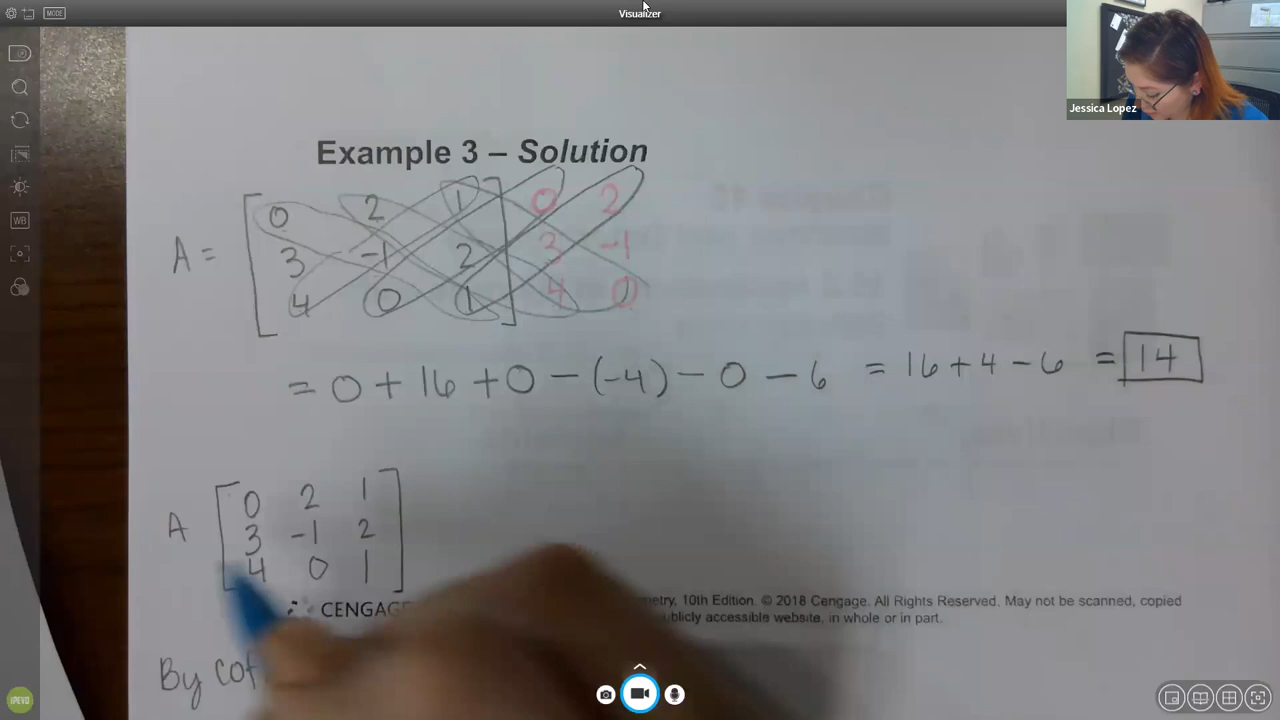 MODE
Visualizer
Jessica Lopez
Example 3 – Solution
A = [ 0 2 1 ] 0 2
3 -1 2 3 -1
4 0 1 4 0
= 0 + 16 + 0 − (-4) − 0 − 6 = 16 + 4 − 6 = 14
A [ 0 2 1 ]
3 -1 2
4 0 1
CENGAGE
10th Edition. © 2018 Cengage. All Rights Reserved. May not be scanned, copied
accessible website, in whole or in part.
By cof
WB
IPEVO